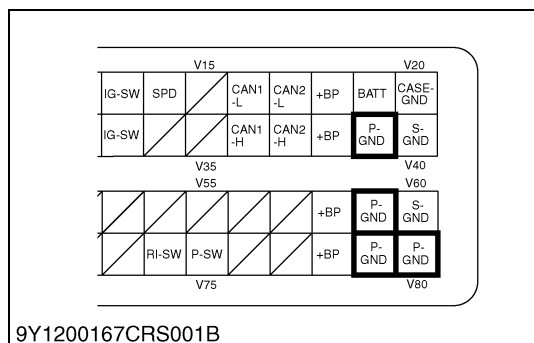 V15 V20
IG-SW SPD CAN1 -L CAN2 -L +BP BATT CASE- GND
IG-SW CAN1 -H CAN2 -H +BP P- GND S- GND
V35 V40
V55 V60
+BP P- GND S- GND
RI-SW P-SW +BP P- GND P- GND
V75 V80
9Y1200167CRS001B